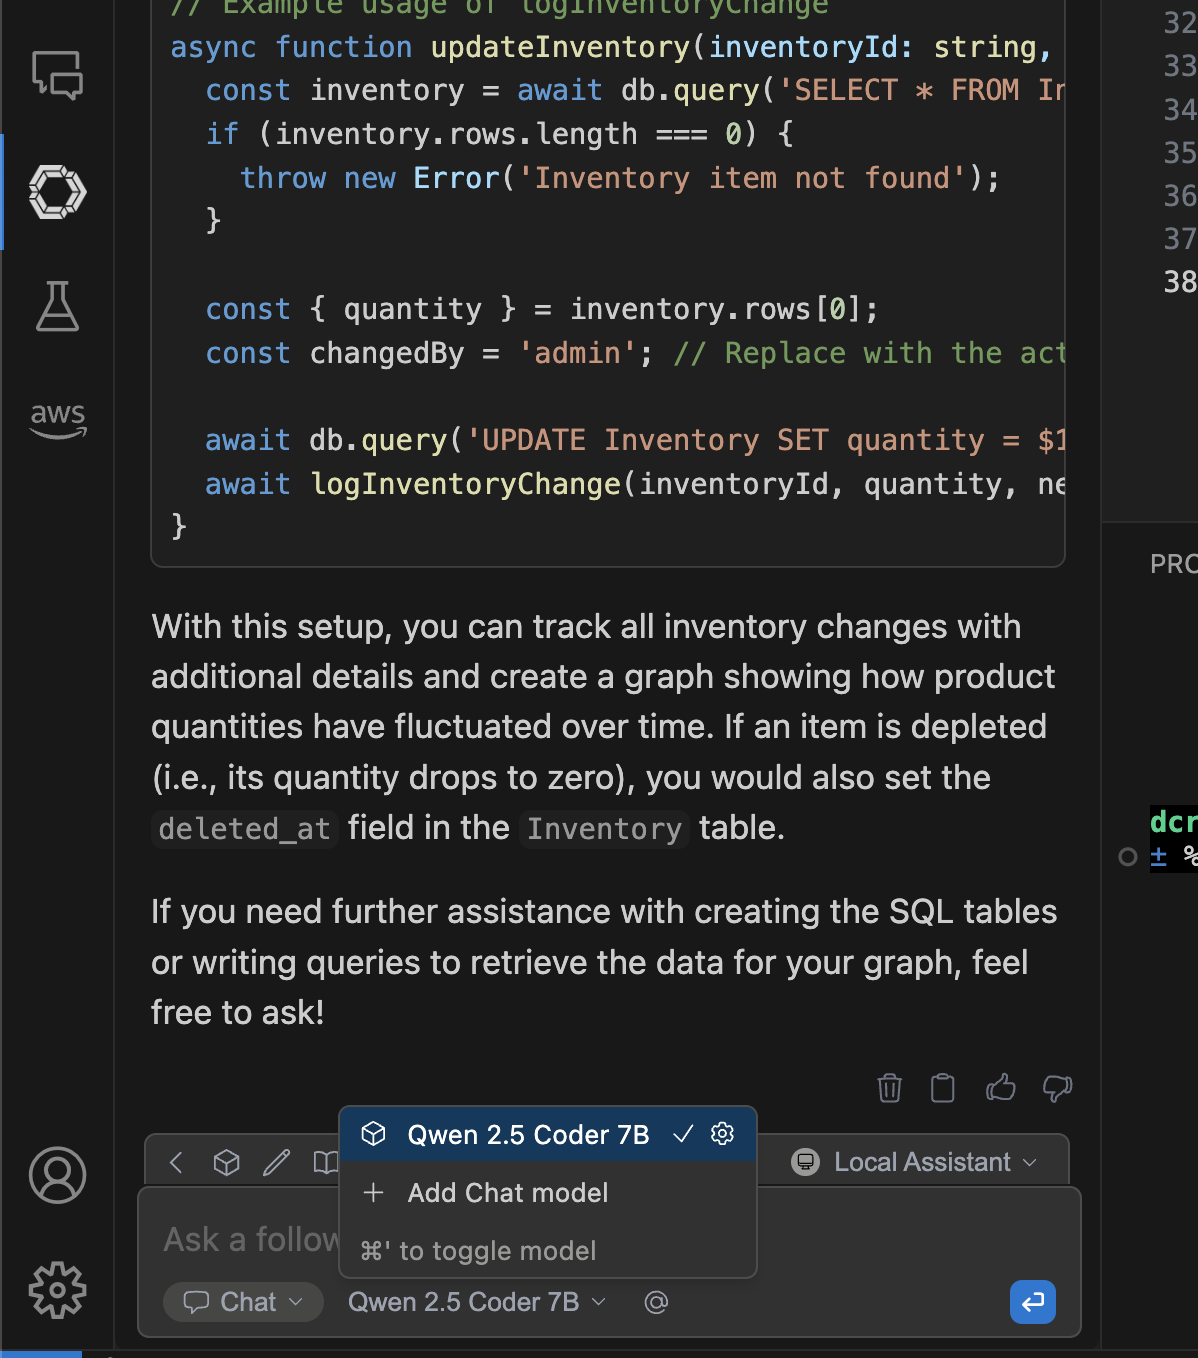 // Example usage of logInventoryChange
async function updateInventory(inventoryId: string,
const inventory = await db.query('SELECT * FROM In
if (inventory.rows.length === 0) {
throw new Error('Inventory item not found');
}
const { quantity } = inventory.rows[0];
const changedBy = 'admin'; // Replace with the act
await db.query('UPDATE Inventory SET quantity = $1
await logInventoryChange(inventoryId, quantity, ne
}
32
33
34
35
36
37
38
aws
PRO
With this setup, you can track all inventory changes with
additional details and create a graph showing how product
quantities have fluctuated over time. If an item is depleted
(i.e., its quantity drops to zero), you would also set the
deleted_at field in the Inventory table.
dcr
± %
If you need further assistance with creating the SQL tables
or writing queries to retrieve the data for your graph, feel
free to ask!
Qwen 2.5 Coder 7B
Local Assistant
+ Add Chat model
Ask a follow
⌘' to toggle model
Chat
Qwen 2.5 Coder 7B
@